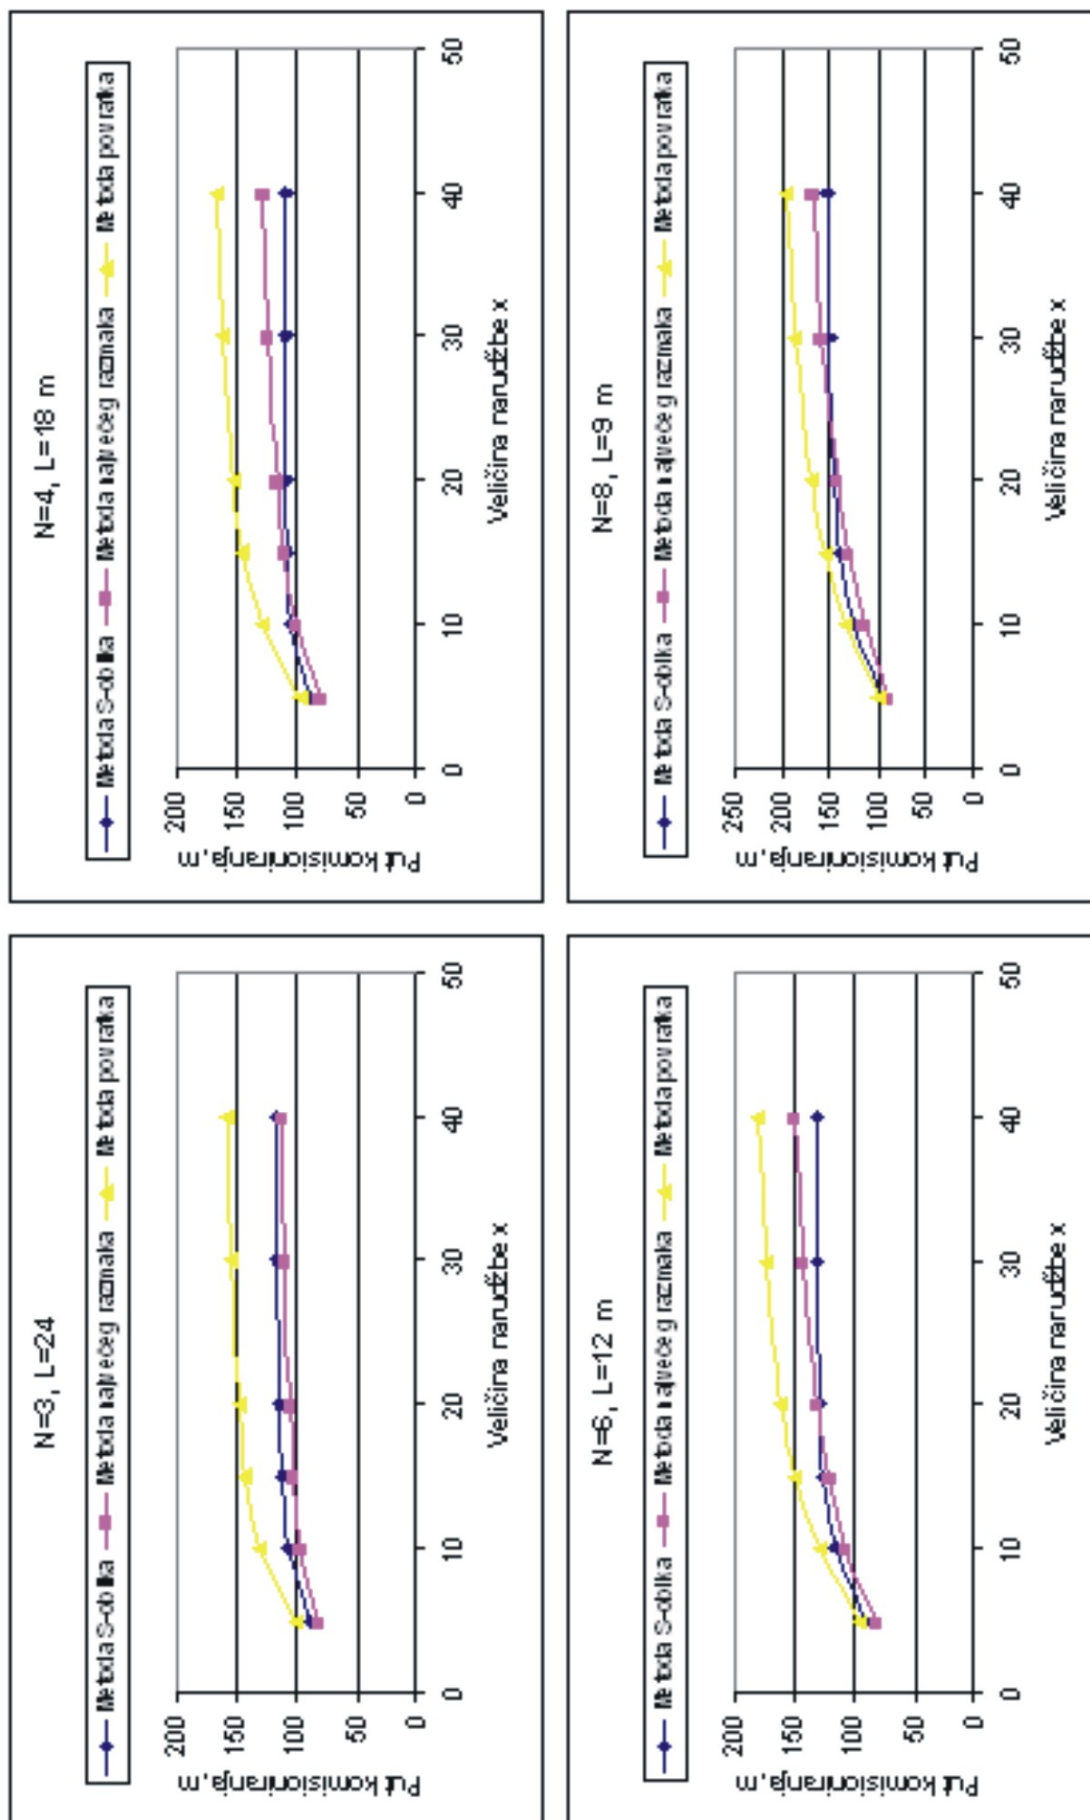 N=3, L=24
Metoda S-oblika Metoda najvećeg razmaka Metoda povratka
Put komisioniranja, m
200
150
100
50
0
0 10 20 30 40 50
Veličina narudžbe x
N=4, L=18 m
Metoda S-oblika Metoda najvećeg razmaka Metoda povratka
Put komisioniranja, m
200
150
100
50
0
0 10 20 30 40 50
Veličina narudžbe x
N=6, L=12 m
Metoda S-oblika Metoda najvećeg razmaka Metoda povratka
Put komisioniranja, m
200
150
100
50
0
0 10 20 30 40 50
Veličina narudžbe x
N=8, L=9 m
Metoda S-oblika Metoda najvećeg razmaka Metoda povratka
Put komisioniranja, m
250
200
150
100
50
0
0 10 20 30 40 50
Veličina narudžbe x